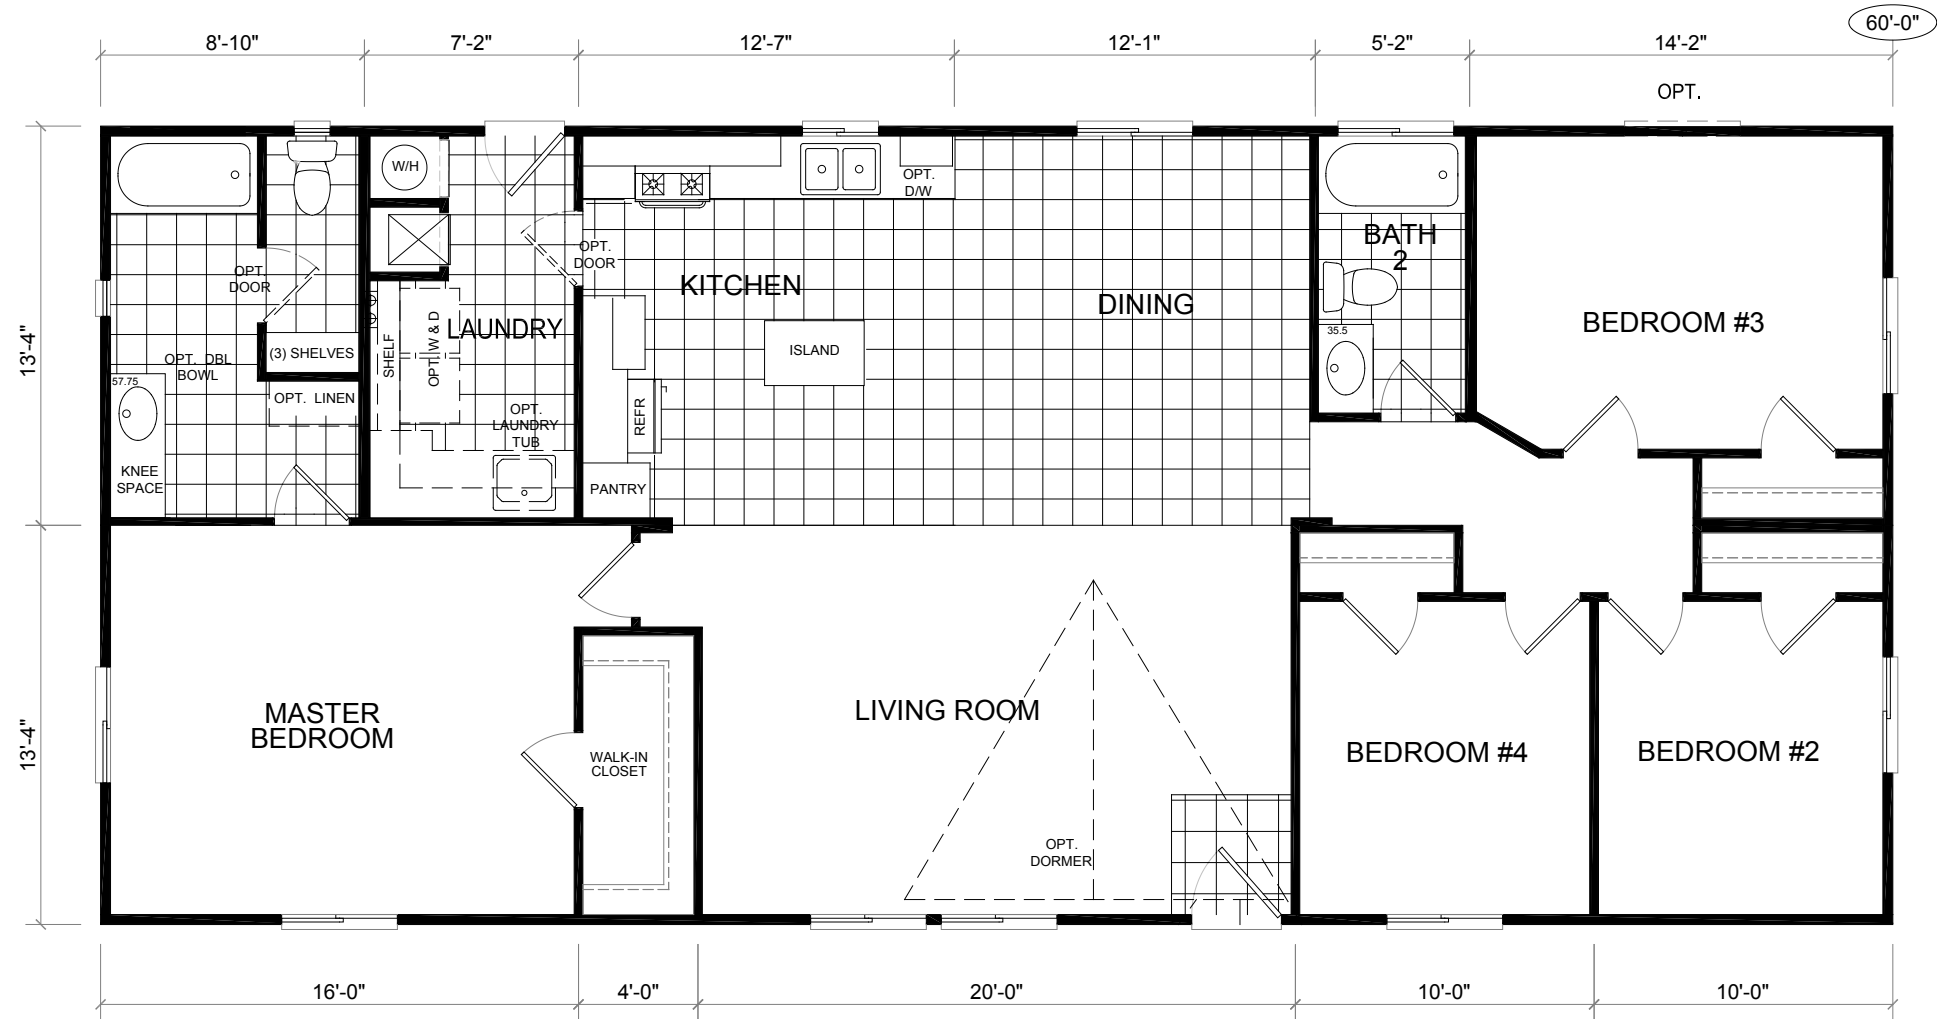 60'-0"
8'-10"
7'-2"
12'-7"
12'-1"
5'-2"
14'-2"
OPT.
W/H
OPT.
D/W
BATH
2
OPT.
DOOR
OPT.
DOOR
KITCHEN
DINING
BEDROOM #3
LAUNDRY
35.5
13'-4"
SHELF
OPT. W & D
(3) SHELVES
ISLAND
OPT. DBL
BOWL
57.75
OPT. LINEN
REFR
OPT.
LAUNDRY
TUB
KNEE
SPACE
PANTRY
MASTER
BEDROOM
LIVING ROOM
13'-4"
WALK-IN
CLOSET
BEDROOM #4
BEDROOM #2
OPT.
DORMER
16'-0"
4'-0"
20'-0"
10'-0"
10'-0"